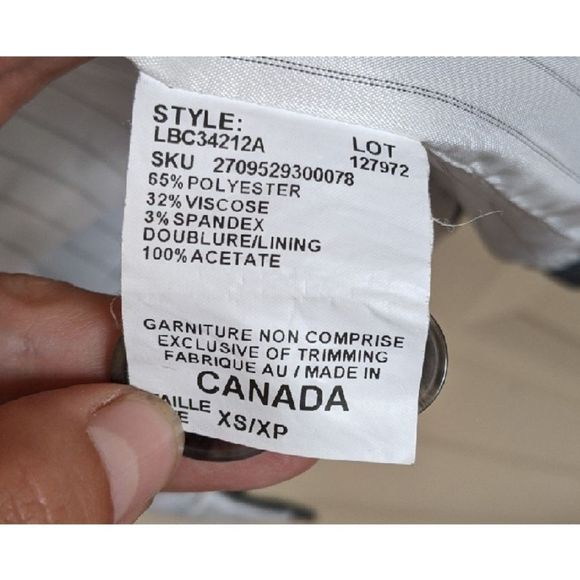 STYLE:
LBC34212A
LOT
127972
SKU 2709529300078
65% POLYESTER
32% VISCOSE
3% SPANDEX
DOUBLURE/LINING
100% ACETATE
GARNITURE NON COMPRISE
EXCLUSIVE OF TRIMMING
FABRIQUE AU / MADE IN
CANADA
XS/XP